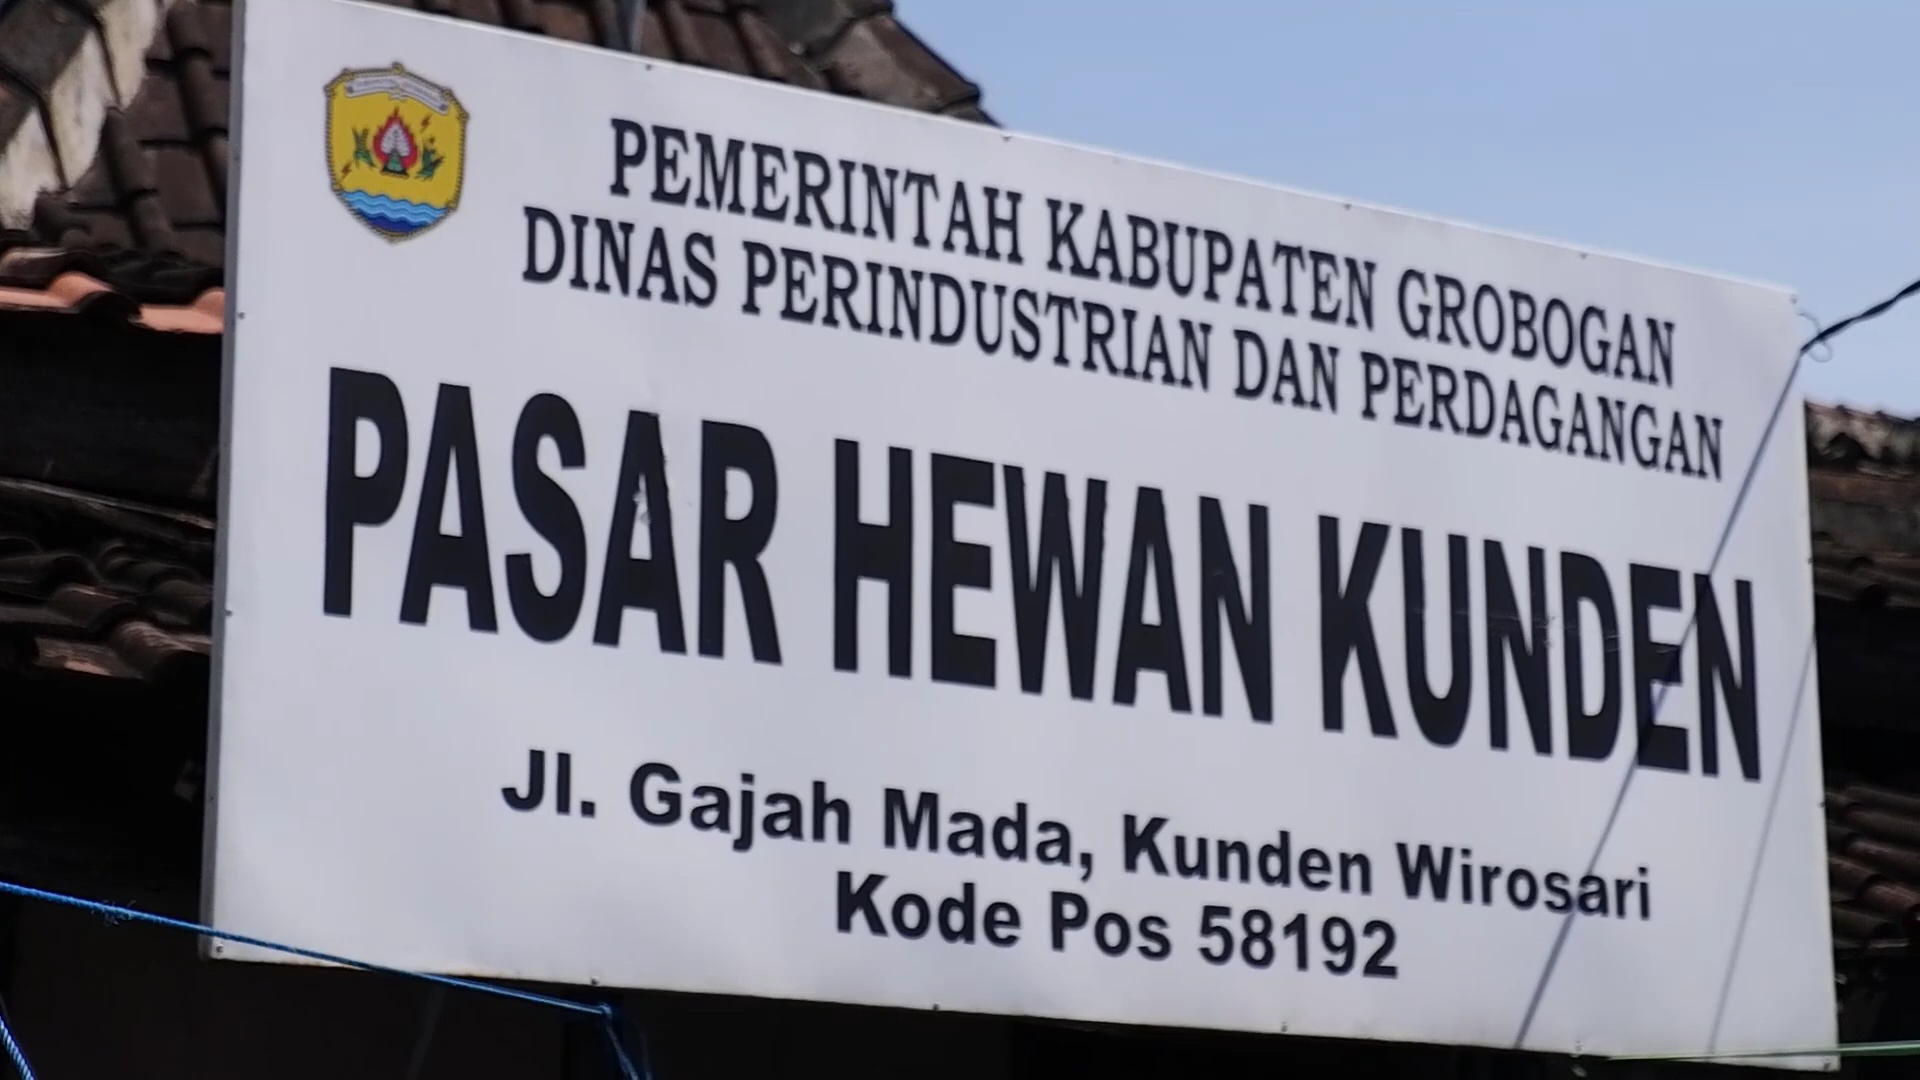 PEMERINTAH KABUPATEN GROBOGAN
DINAS PERINDUSTRIAN DAN PERDAGANGAN
PASAR HEWAN KUNDEN
Jl. Gajah Mada, Kunden Wirosari
Kode Pos 58192